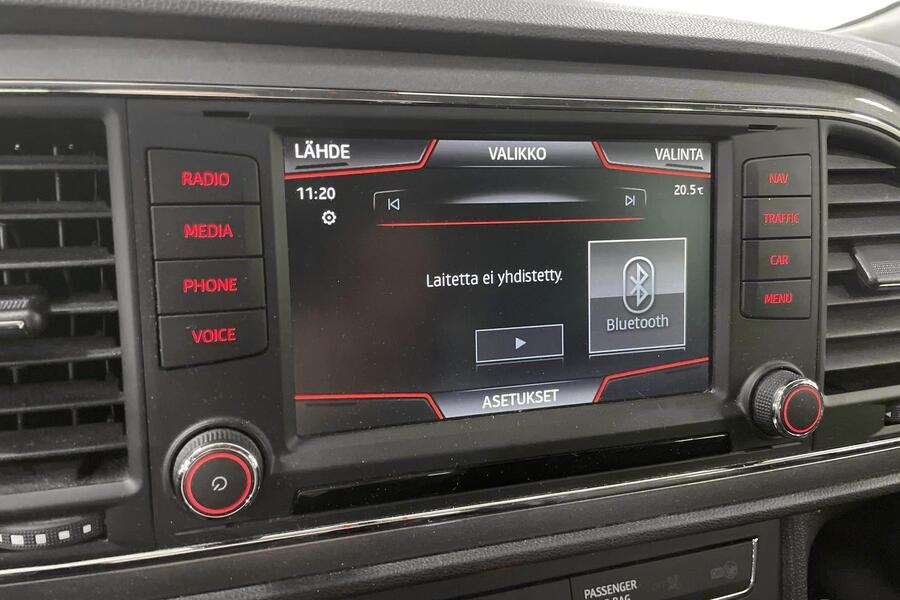 LÄHDE
VALIKKO
VALINTA
11:20
20.5°C
RADIO
MEDIA
PHONE
VOICE
NAV
TRAFFIC
CAR
MENU
Laitetta ei yhdistetty.
Bluetooth
ASETUKSET
PASSENGER
BAG